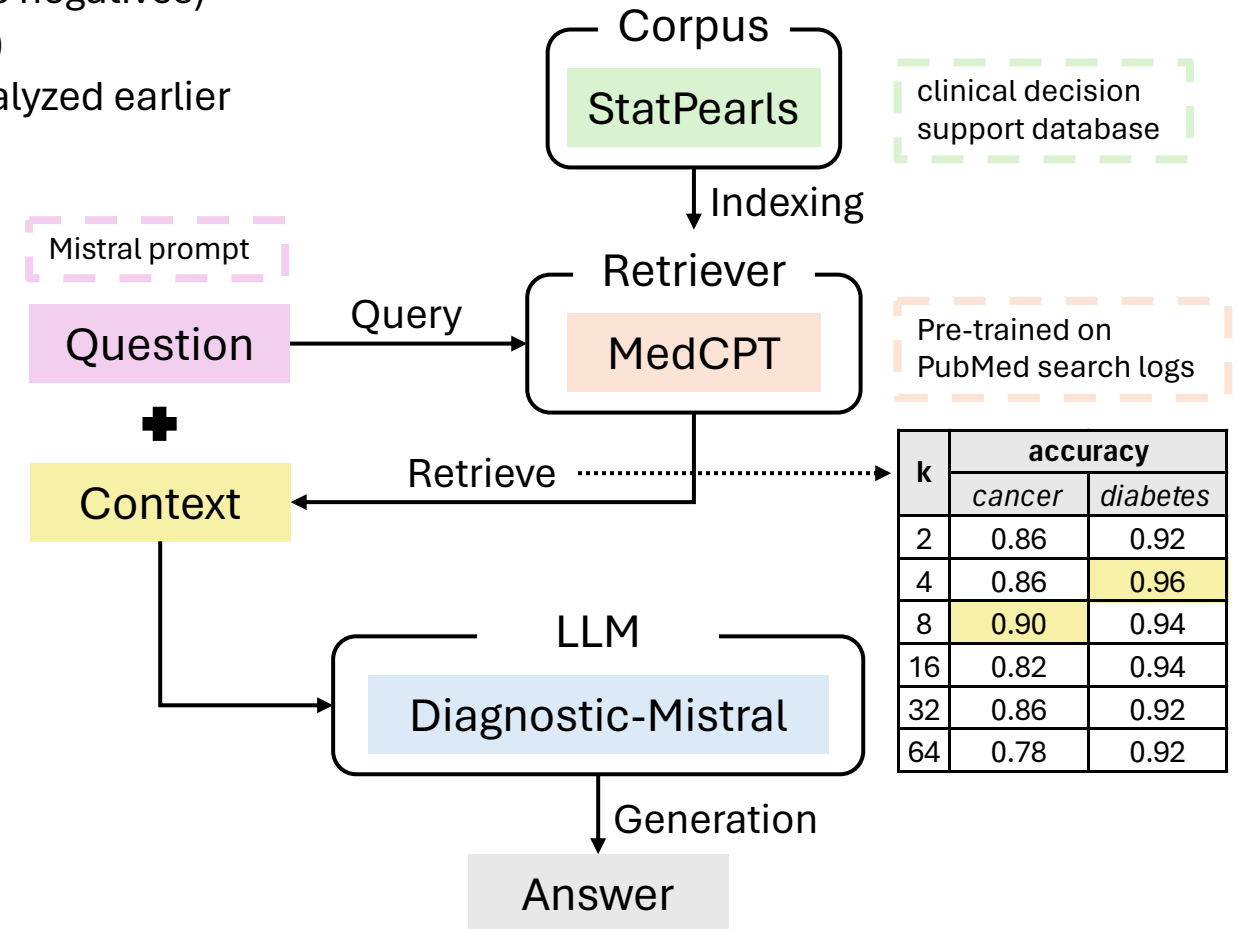 negatives)
)
alyzed earlier
Corpus
StatPearls
clinical decision
support database
Indexing
Mistral prompt
Retriever
Question
Query
MedCPT
Pre-trained on
PubMed search logs
Retrieve
Context
k accuracy
cancer diabetes
2 0.86 0.92
4 0.86 0.96
8 0.90 0.94
16 0.82 0.94
32 0.86 0.92
64 0.78 0.92
LLM
Diagnostic-Mistral
Generation
Answer